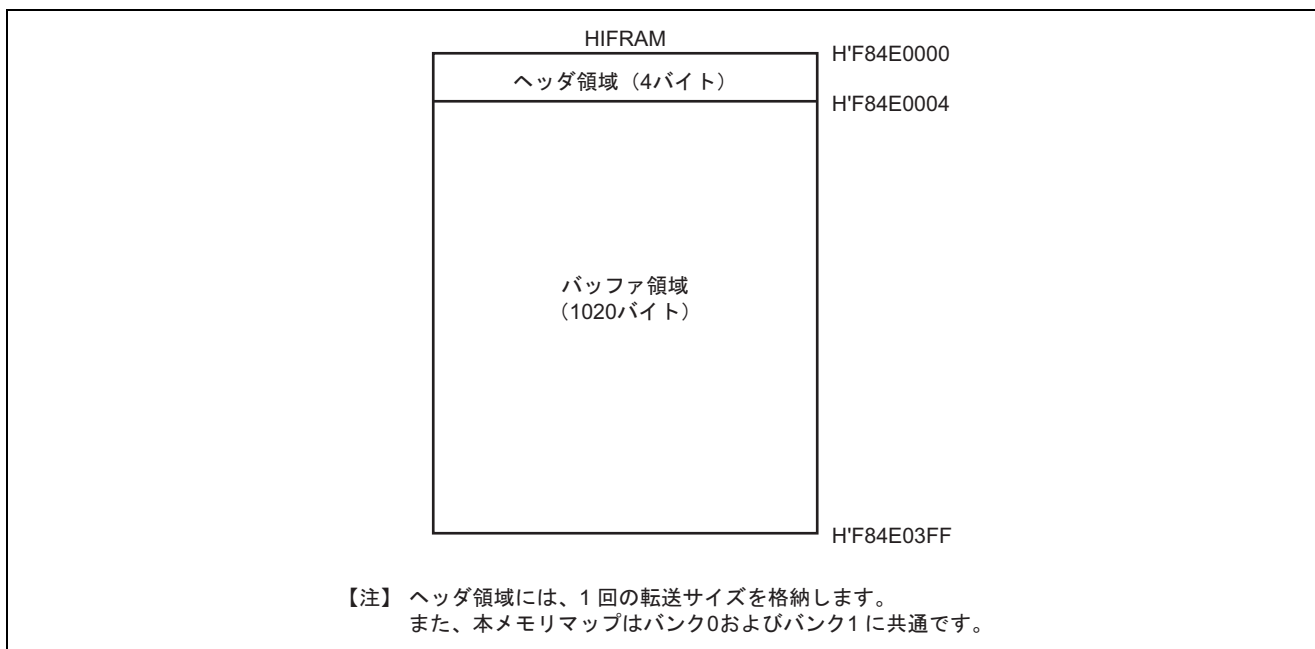 HIFRAM
H'F84E0000
ヘッダ領域（4バイト）
H'F84E0004
バッファ領域
（1020バイト）
H'F84E03FF
【注】 ヘッダ領域には、1 回の転送サイズを格納します。
また、本メモリマップはバンク0およびバンク1 に共通です。